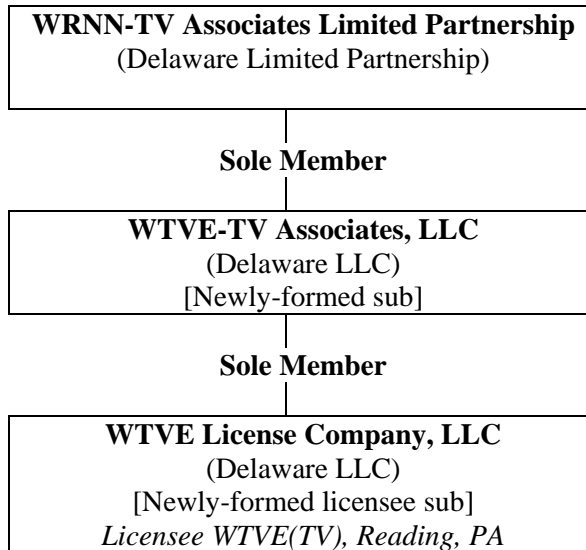 WRNN-TV Associates Limited Partnership
(Delaware Limited Partnership)
Sole Member
WTVE-TV Associates, LLC
(Delaware LLC)
[Newly-formed sub]
Sole Member
WTVE License Company, LLC
(Delaware LLC)
[Newly-formed licensee sub]
Licensee WTVE(TV), Reading, PA